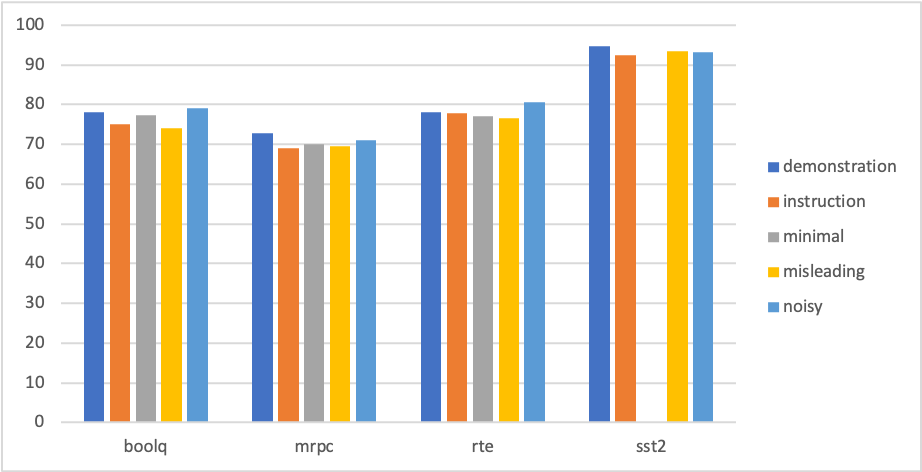 100
90
80
70
60
50
40
30
20
10
0
boolq mrpc rte sst2
demonstration
instruction
minimal
misleading
noisy